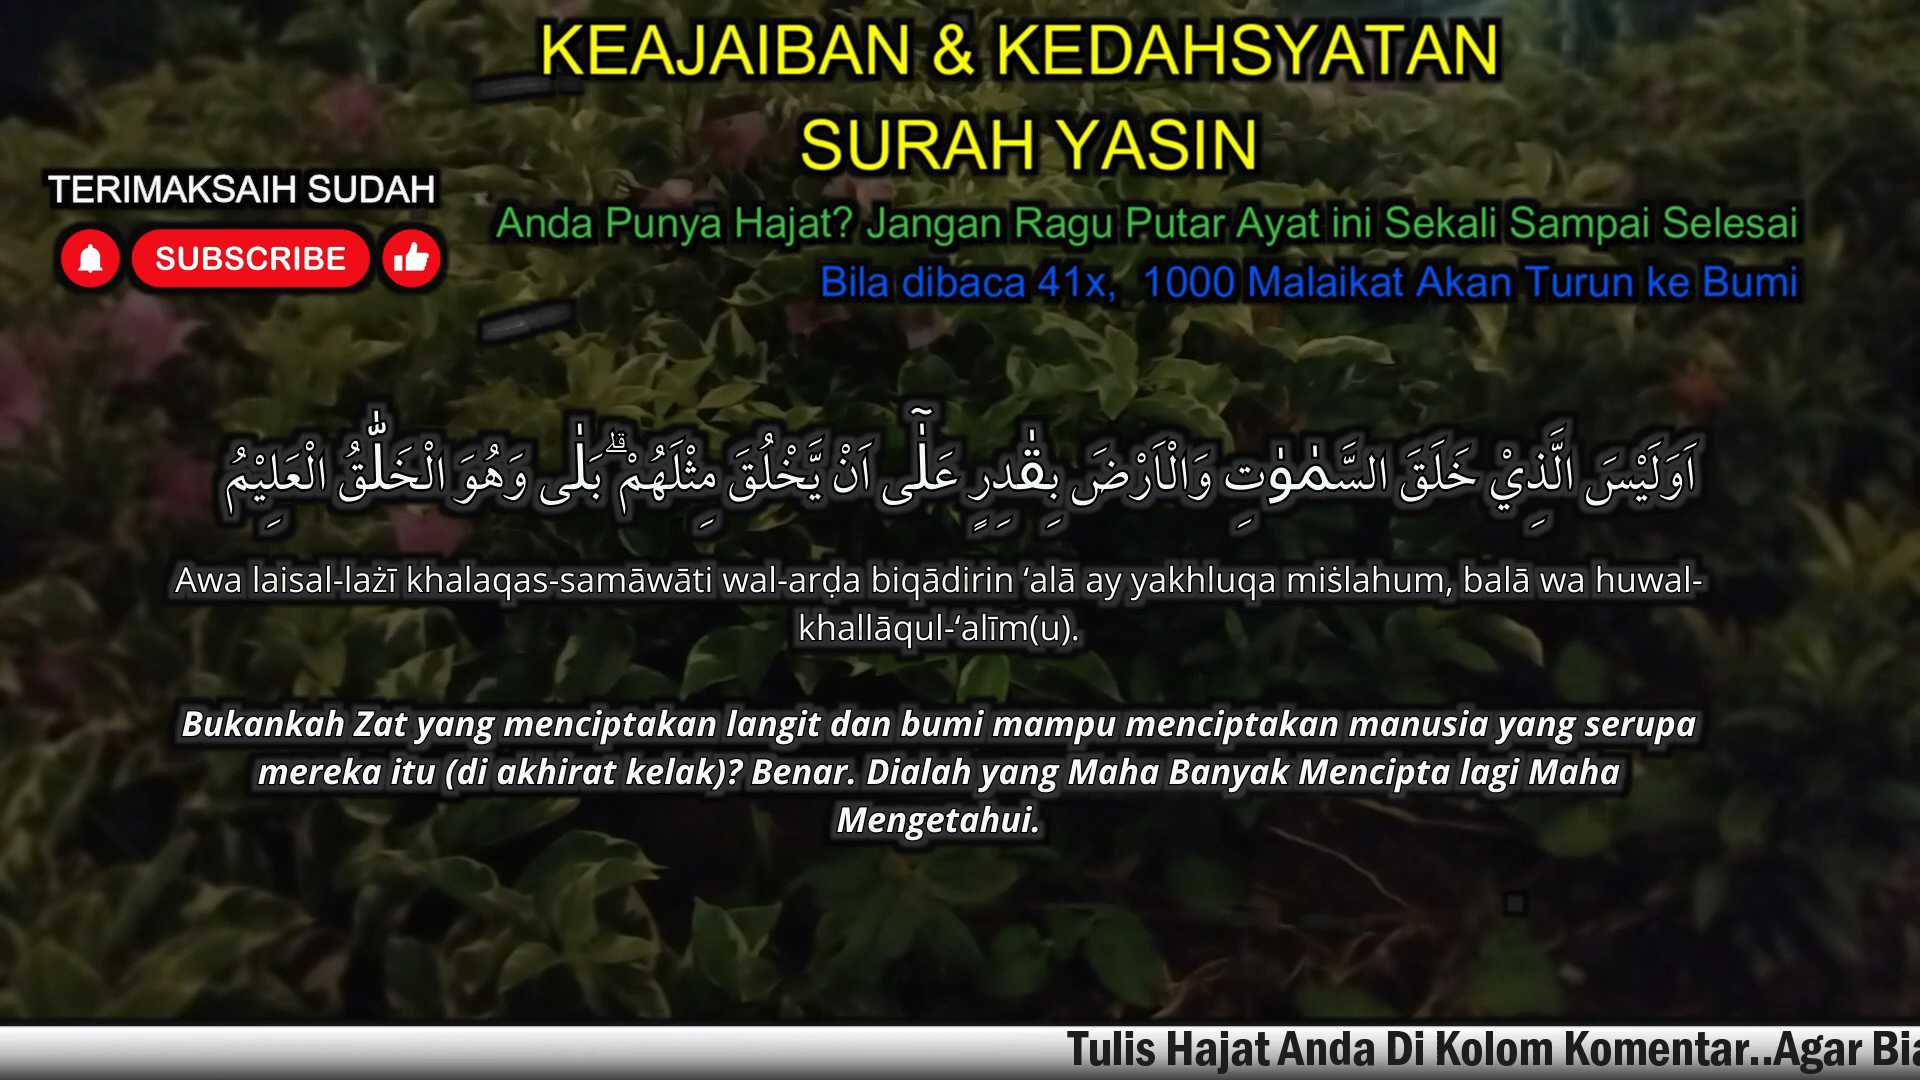 KEAJAIBAN & KEDAHSYATAN
SURAH YASIN
TERIMAKSAIH SUDAH
SUBSCRIBE
Anda Punya Hajat? Jangan Ragu Putar Ayat ini Sekali Sampai Selesai
Bila dibaca 41x, 1000 Malaikat Akan Turun ke Bumi
اَوَلَيْسَ الَّذِيْ خَلَقَ السَّمٰوٰتِ وَالْاَرْضَ بِقٰدِرٍ عَلٰٓى اَنْ يَّخْلُقَ مِثْلَهُمْ ۗبَلٰى وَهُوَ الْخَلّٰقُ الْعَلِيْمُ
Awa laisal-lażī khalaqas-samāwāti wal-arḍa biqādirin ‘alā ay yakhluqa miṡlahum, balā wa huwal-
khallāqul-‘alīm(u).
Bukankah Zat yang menciptakan langit dan bumi mampu menciptakan manusia yang serupa
mereka itu (di akhirat kelak)? Benar. Dialah yang Maha Banyak Mencipta lagi Maha
Mengetahui.
Tulis Hajat Anda Di Kolom Komentar..Agar